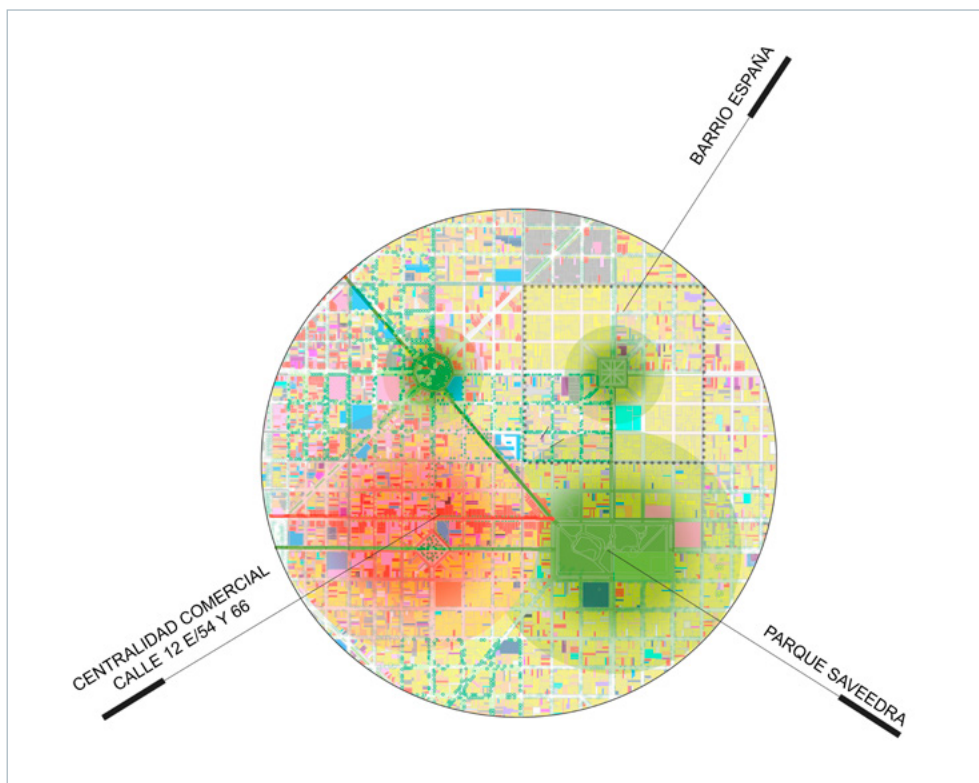 BARRIO ESPAÑA
CENTRALIDAD COMERCIAL
CALLE 12 E/54 Y 66
PARQUE SAVEEDRA